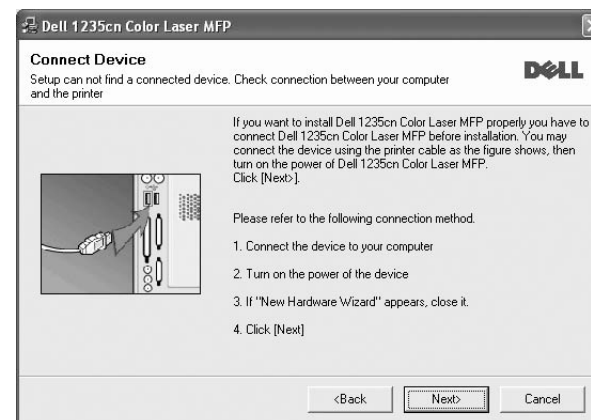 Dell 1235cn Color Laser MFP
Connect Device
Setup can not find a connected device. Check connection between your computer
and the printer
DELL
If you want to install Dell 1235cn Color Laser MFP properly you have to
connect Dell 1235cn Color Laser MFP before installation. You may
connect the device using the printer cable as the figure shows, then
turn on the power of Dell 1235cn Color Laser MFP.
Click [Next>].
Please refer to the following connection method.
1. Connect the device to your computer
2. Turn on the power of the device
3. If "New Hardware Wizard" appears, close it.
4. Click [Next]
<Back
Next>
Cancel